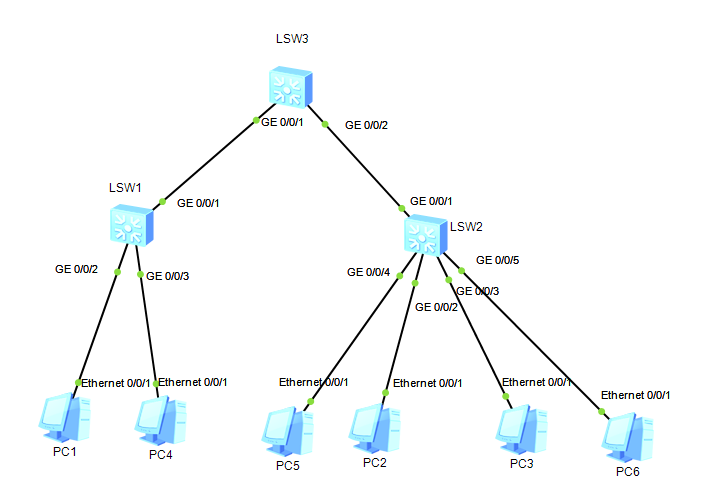 LSW3
GE 0/0/1
GE 0/0/2
LSW1
GE 0/0/1
GE 0/0/1
LSW2
GE 0/0/2
GE 0/0/3
GE 0/0/4
GE 0/0/5
GE 0/0/3
GE 0/0/2
Ethernet 0/0/1
Ethernet 0/0/1
Ethernet 0/0/1
Ethernet 0/0/1
Ethernet 0/0/1
Ethernet 0/0/1
PC1
PC4
PC5
PC2
PC3
PC6